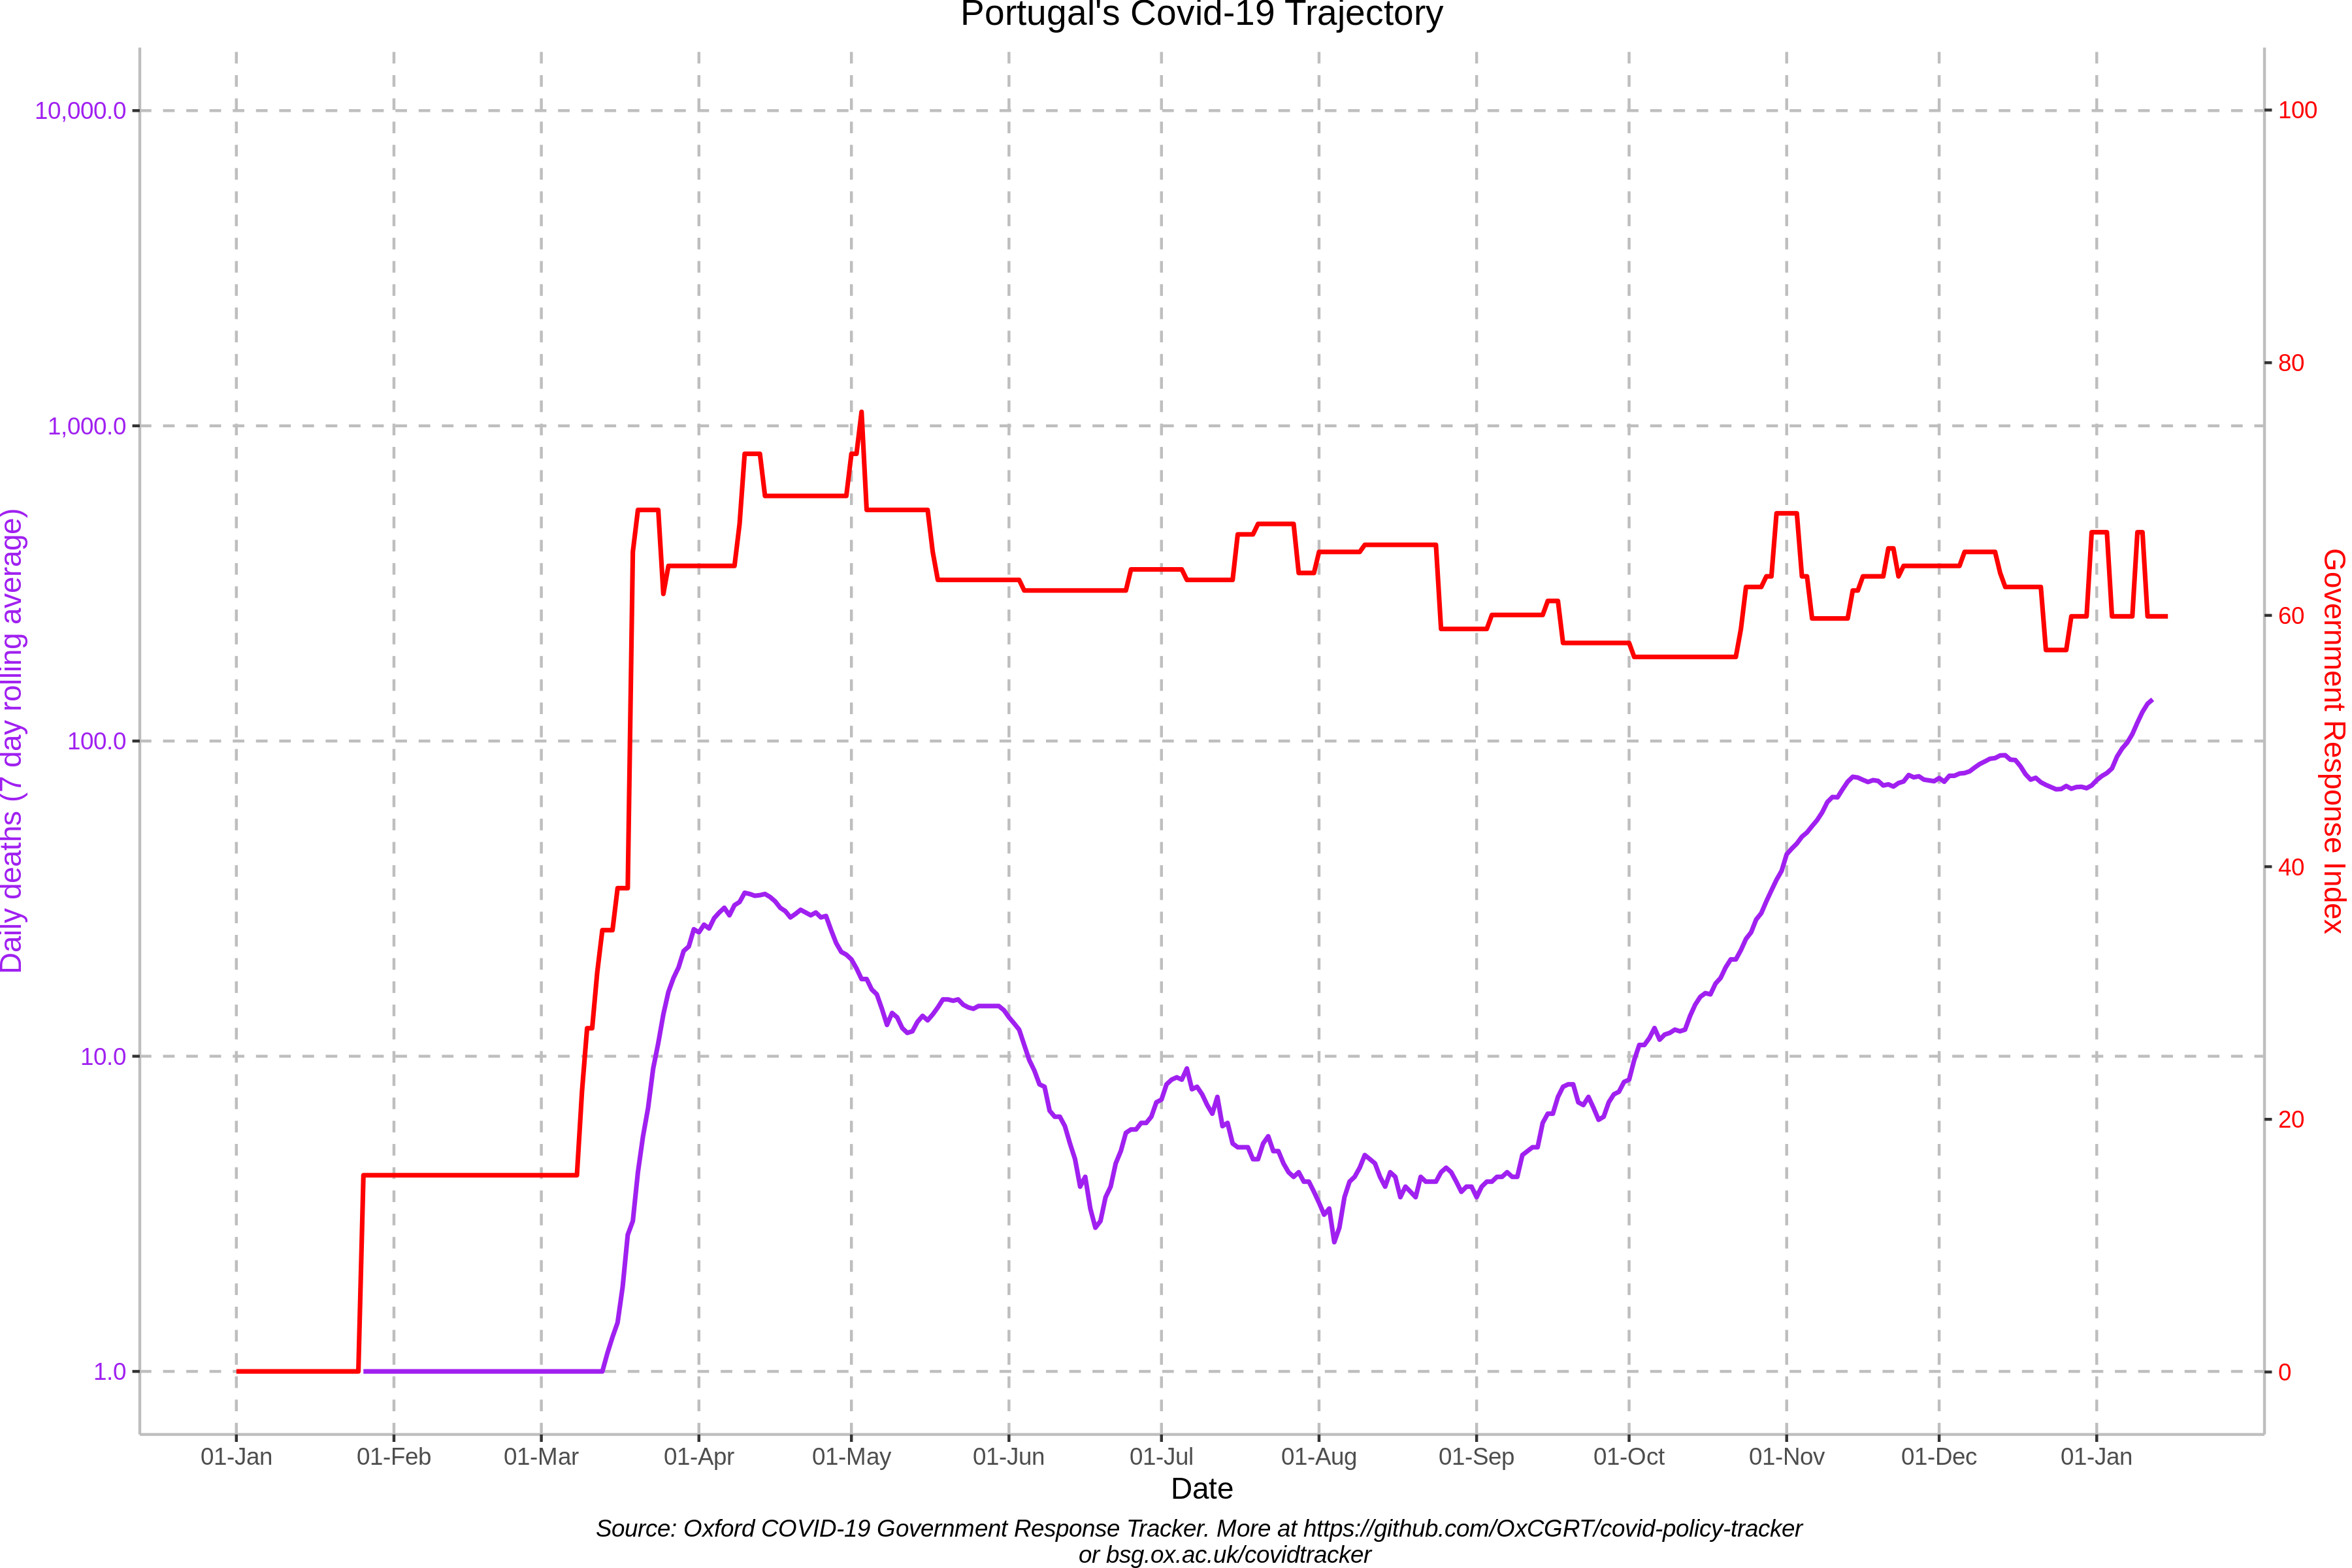 Portugal's Covid-19 Trajectory
10,000.0
1,000.0
100.0
10.0
1.0
Daily deaths (7 day rolling average)
100
80
60
40
20
0
Government Response Index
01-Jan 01-Feb 01-Mar 01-Apr 01-May 01-Jun 01-Jul 01-Aug 01-Sep 01-Oct 01-Nov 01-Dec 01-Jan
Date
Source: Oxford COVID-19 Government Response Tracker. More at https://github.com/OxCGRT/covid-policy-tracker
or bsg.ox.ac.uk/covidtracker